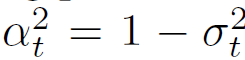 α_t^2 = 1 − σ_t^2